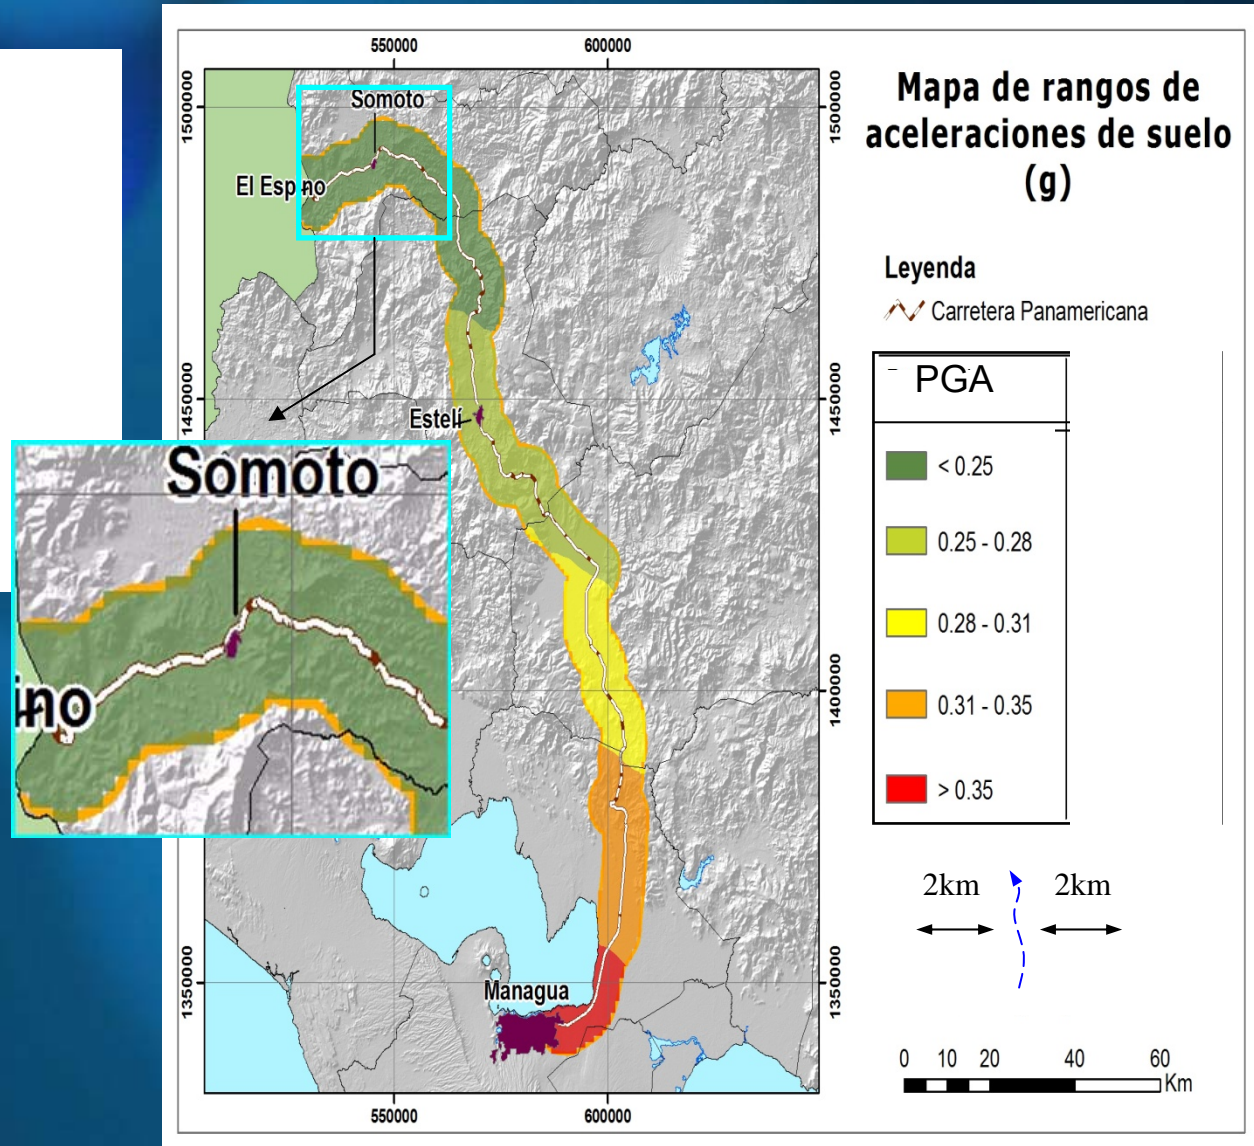 550000
600000
Mapa de rangos de
aceleraciones de suelo
(g)
1500000
1500000
Somoto
El Espino
Leyenda
Carretera Panamericana
PGA
1450000
1450000
Estelí
< 0.25
Somoto
0.25 - 0.28
0.28 - 0.31
1400000
ino
0.31 - 0.35
> 0.35
2km
2km
1350000
1350000
Managua
0
10
20
40
60
Km
550000
600000